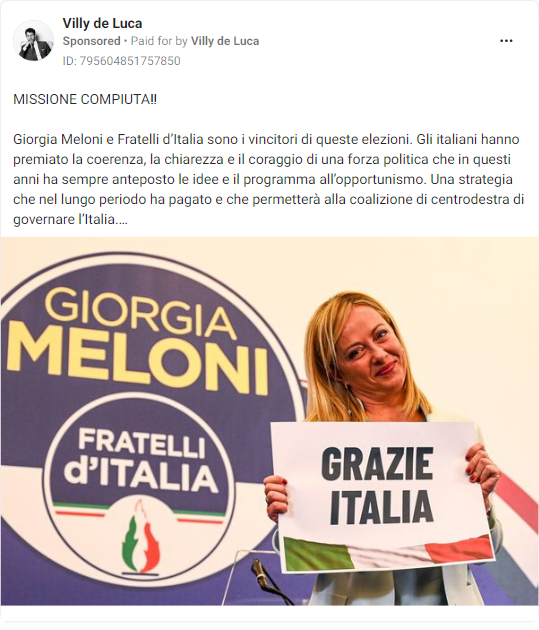 Villy de Luca
Sponsored • Paid for by Villy de Luca
ID: 795604851757850
MISSIONE COMPIUTA!!
Giorgia Meloni e Fratelli d’Italia sono i vincitori di queste elezioni. Gli italiani hanno
premiato la coerenza, la chiarezza e il coraggio di una forza politica che in questi
anni ha sempre anteposto le idee e il programma all’opportunismo. Una strategia
che nel lungo periodo ha pagato e che permetterà alla coalizione di centrodestra di
governare l’Italia....
GIORGIA
MELONI
FRATELLI
d'ITALIA
GRAZIE
ITALIA